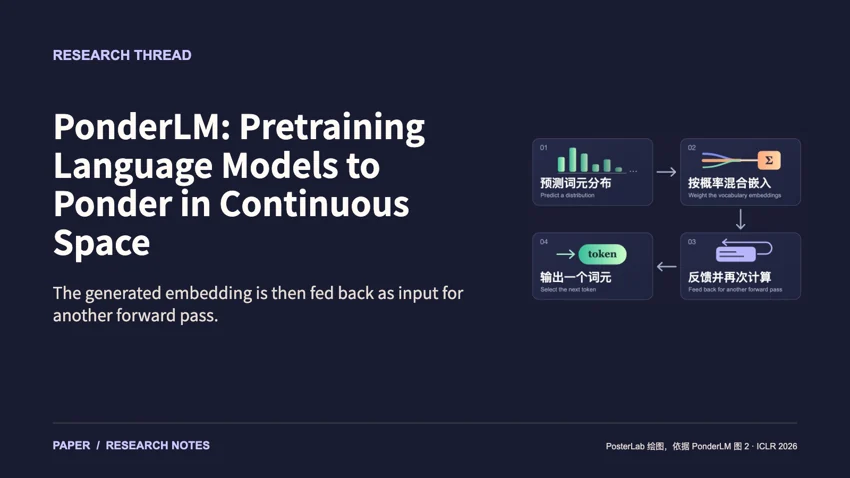 RESEARCH THREAD
PonderLM: Pretraining
Language Models to
Ponder in Continuous
Space
The generated embedding is then fed back as input for
another forward pass.
01
预测词元分布
Predict a distribution
02
Σ
按概率混合嵌入
Weight the vocabulary embeddings
03
反馈并再次计算
Feed back for another forward pass
04
token
输出一个词元
Select the next token
PAPER / RESEARCH NOTES
PosterLab 绘图，依据 PonderLM 图 2 · ICLR 2026